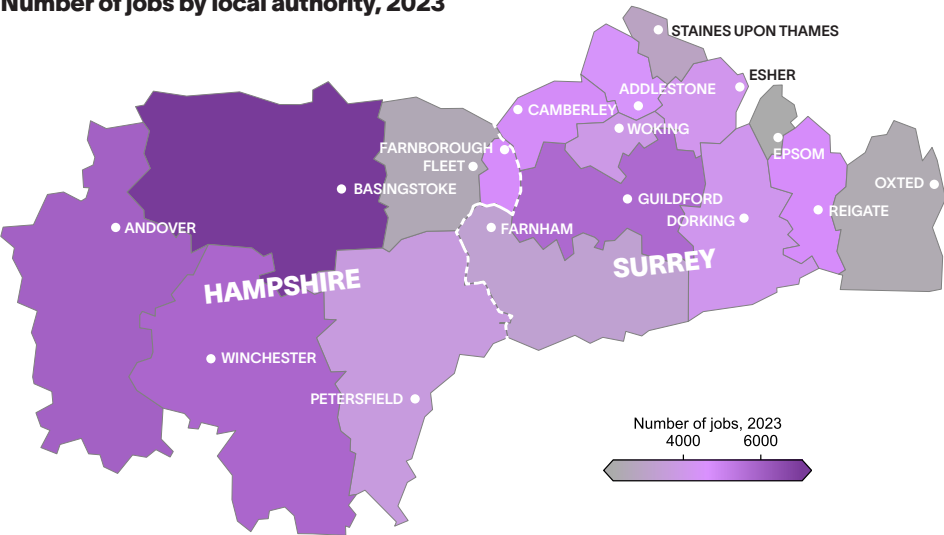 Number of jobs by local authority, 2023
STAINES UPON THAMES
ESHER
ADDLESTONE
CAMBERLEY
WOKING
FARNBOROUGH
FLEET
EPSOM
BASINGSTOKE
OXTED
GUILDFORD
REIGATE
DORKING
ANDOVER
FARNHAM
SURREY
HAMPSHIRE
WINCHESTER
PETERSFIELD
Number of jobs, 2023
4000 6000